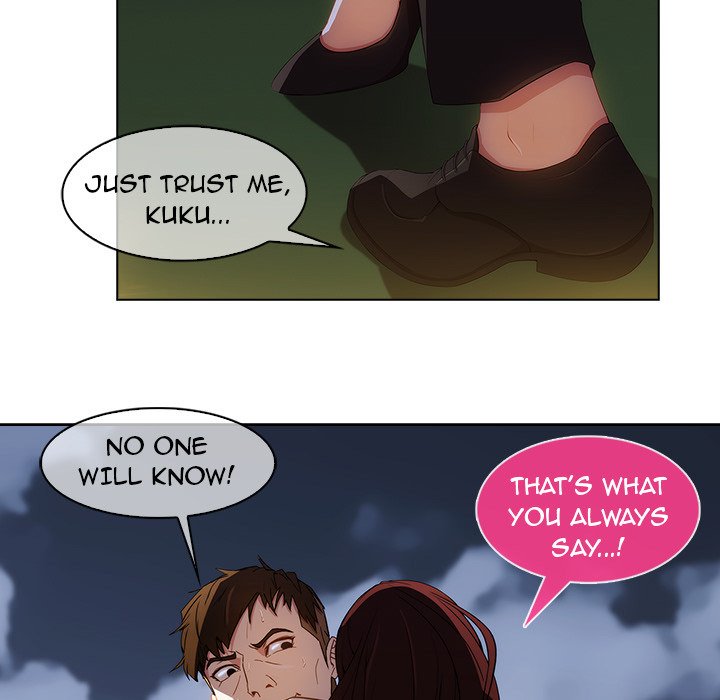 JUST TRUST ME,
KUKU...
NO ONE
WILL KNOW!
THAT'S WHAT
YOU ALWAYS
SAY...!